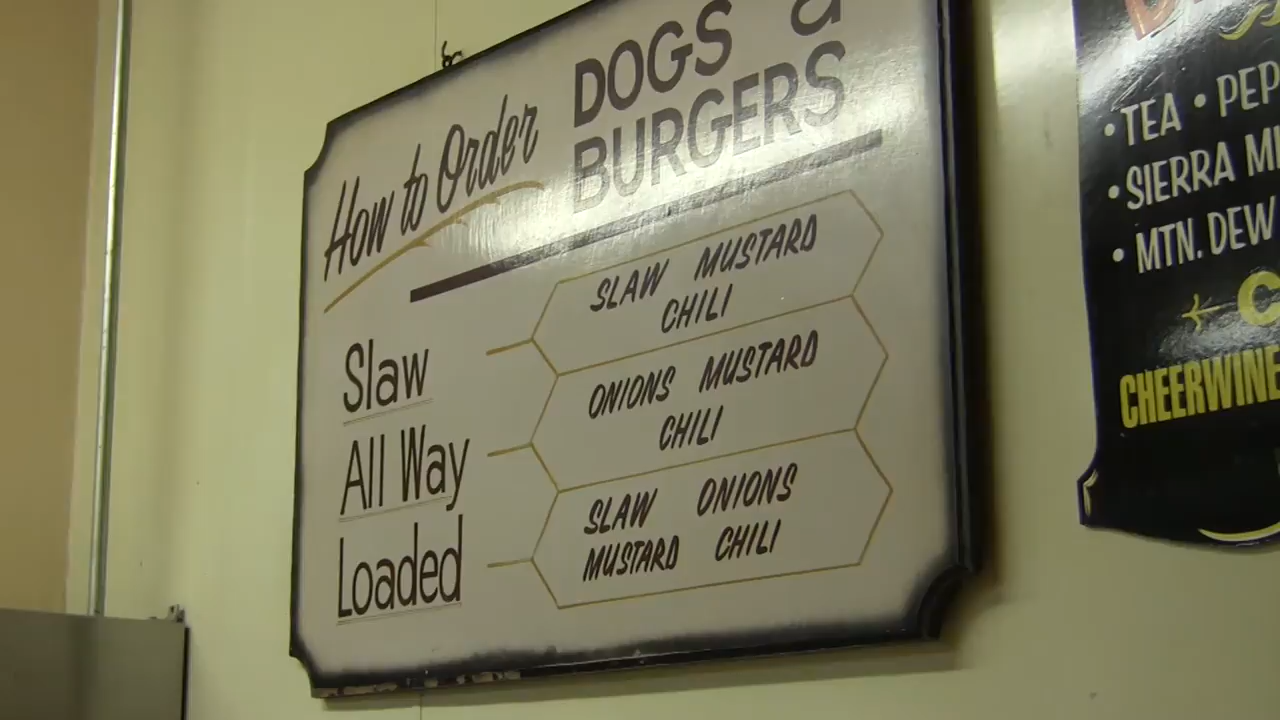 How to Order
DOGS &
BURGERS
Slaw
SLAW MUSTARD
CHILI
All Way
ONIONS MUSTARD
CHILI
Loaded
SLAW ONIONS
MUSTARD CHILI
• TEA • PEP
• SIERRA
• MTN. DEW
CHEERWINE